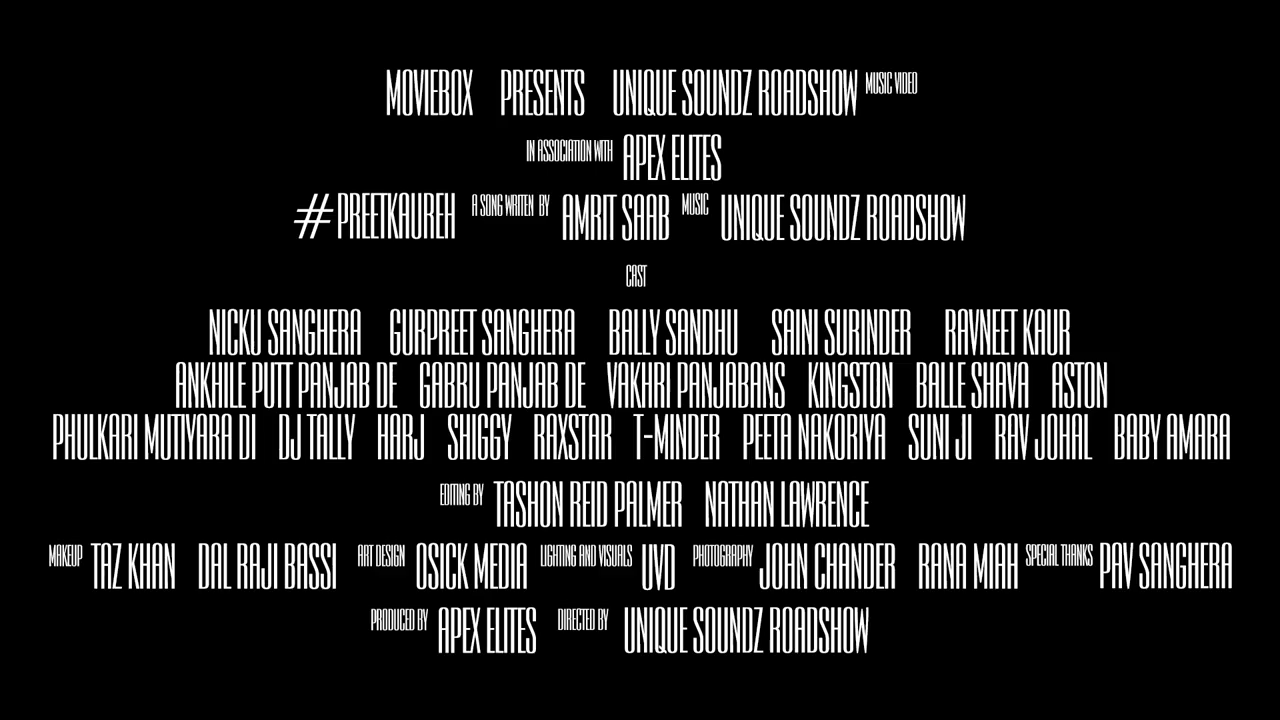 MOVIEBOX PRESENTS UNIQUE SOUNDZ ROADSHOW MUSIC VIDEO
IN ASSOCIATION WITH APEX ELITES
#PREETKAUREH A SONG WRITEN BY AMRIT SAAB MUSIC UNIQUE SOUNDZ ROADSHOW
CAST
NICKU SANGHERA GURPREET SANGHERA BALLY SANDHU SAINI SURINDER RAVNEET KAUR
ANKHILE PUTT PANJAB DE GABRU PANJAB DE VAKHRI PANJABANS KINGSTON BALLE SHAVA ASTON
PHULKARI MUTIYARA DI DJ TALLY HARJ SHIGGY RAXSTAR T-MINDER PEETA NAKORIYA SUNI JI RAV JOHAL BABY AMARA
EDITING BY TASHON REID PALMER NATHAN LAWRENCE
MAKEUP TAZ KHAN DAL RAJI BASSI ART DESIGN OSICK MEDIA LIGHTING AND VISUALS UVD PHOTOGRAPHY JOHN CHANDER RANA MIAH SPECIAL THANKS PAV SANGHERA
PRODUCED BY APEX ELITES DIRECTED BY UNIQUE SOUNDZ ROADSHOW